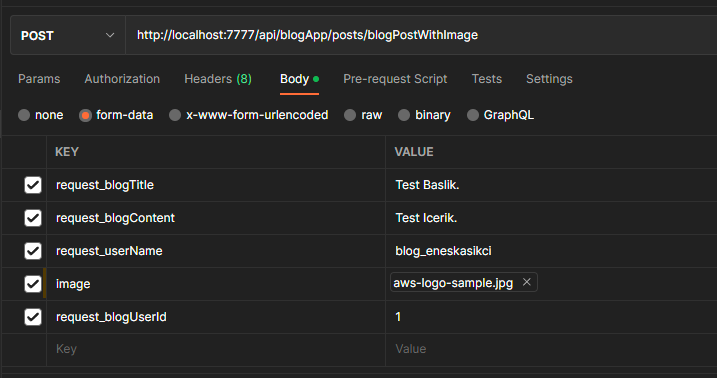 POST http://localhost:7777/api/blogApp/posts/blogPostWithImage
Params Authorization Headers (8) Body Pre-request Script Tests Settings
none form-data x-www-form-urlencoded raw binary GraphQL
KEY VALUE
request_blogTitle Test Baslik.
request_blogContent Test Icerik.
request_userName blog_eneskasikci
image aws-logo-sample.jpg
request_blogUserId 1
Key Value